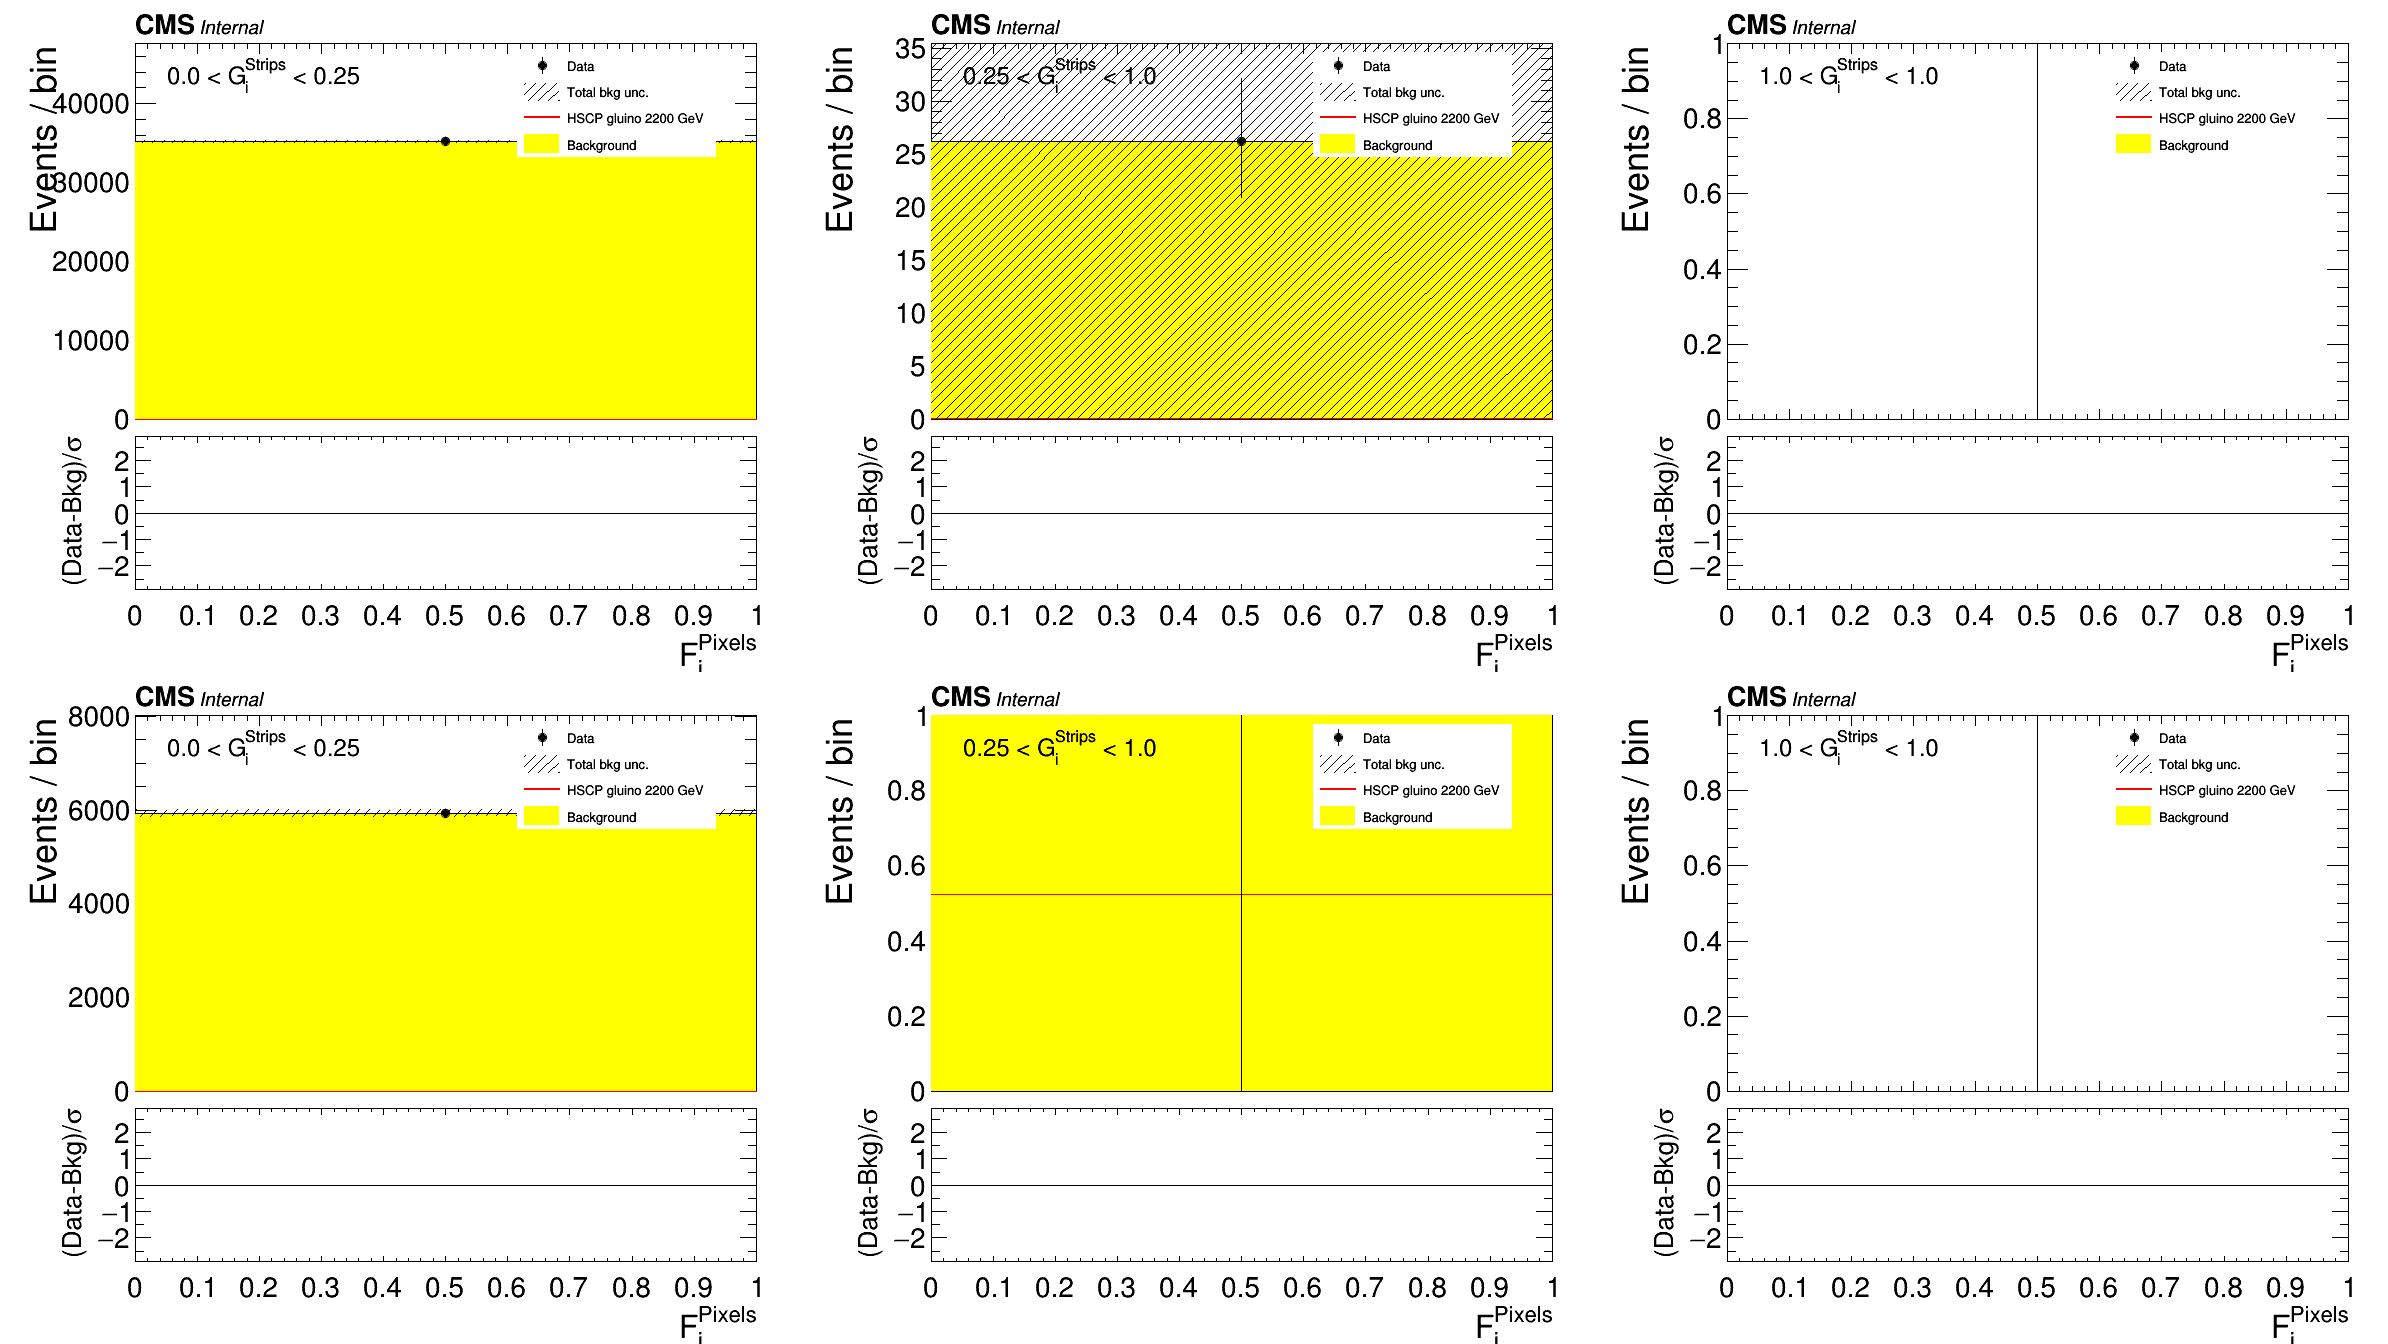 CMS Internal
Events / bin
0.0 < G_i^Strips < 0.25
Data
Total bkg unc.
HSCP gluino 2200 GeV
Background
40000
30000
20000
10000
0
(Data-Bkg)/σ
2
1
0
−1
−2
0 0.1 0.2 0.3 0.4 0.5 0.6 0.7 0.8 0.9 1
F_i^Pixels
CMS Internal
Events / bin
0.25 < G_i^Strips < 1.0
Data
Total bkg unc.
HSCP gluino 2200 GeV
Background
35
30
25
20
15
10
5
0
(Data-Bkg)/σ
2
1
0
−1
−2
0 0.1 0.2 0.3 0.4 0.5 0.6 0.7 0.8 0.9 1
F_i^Pixels
CMS Internal
Events / bin
1.0 < G_i^Strips < 1.0
Data
Total bkg unc.
HSCP gluino 2200 GeV
Background
1
0.8
0.6
0.4
0.2
0
(Data-Bkg)/σ
2
1
0
−1
−2
0 0.1 0.2 0.3 0.4 0.5 0.6 0.7 0.8 0.9 1
F_i^Pixels
CMS Internal
Events / bin
0.0 < G_i^Strips < 0.25
Data
Total bkg unc.
HSCP gluino 2200 GeV
Background
8000
6000
4000
2000
0
(Data-Bkg)/σ
2
1
0
−1
−2
0 0.1 0.2 0.3 0.4 0.5 0.6 0.7 0.8 0.9 1
F_i^Pixels
CMS Internal
Events / bin
0.25 < G_i^Strips < 1.0
Data
Total bkg unc.
HSCP gluino 2200 GeV
Background
1
0.8
0.6
0.4
0.2
0
(Data-Bkg)/σ
2
1
0
−1
−2
0 0.1 0.2 0.3 0.4 0.5 0.6 0.7 0.8 0.9 1
F_i^Pixels
CMS Internal
Events / bin
1.0 < G_i^Strips < 1.0
Data
Total bkg unc.
HSCP gluino 2200 GeV
Background
1
0.8
0.6
0.4
0.2
0
(Data-Bkg)/σ
2
1
0
−1
−2
0 0.1 0.2 0.3 0.4 0.5 0.6 0.7 0.8 0.9 1
F_i^Pixels